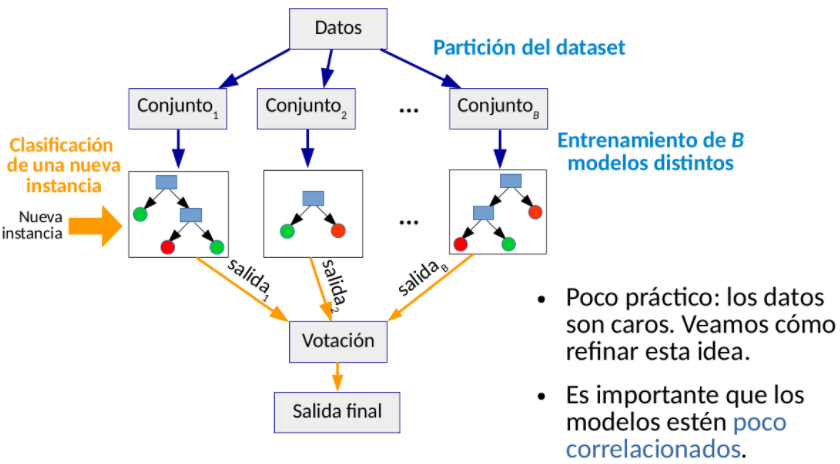 Datos
Partición del dataset
Conjunto1
Conjunto2
...
ConjuntoB
Entrenamiento de B
modelos distintos
Clasificación
de una nueva
instancia
Nueva
instancia
...
salida1
salida2
salidaB
Votación
Salida final
• Poco práctico: los datos
son caros. Veamos cómo
refinar esta idea.
• Es importante que los
modelos estén poco
correlacionados.